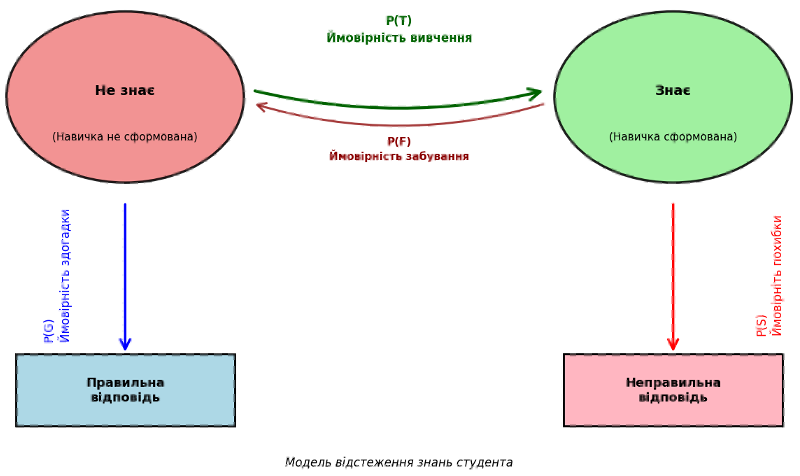 P(T)
Ймовірність вивчення
Не знає
(Навичка не сформована)
Знає
(Навичка сформована)
P(F)
Ймовірність забування
P(G)
Ймовірність здогадки
P(S)
Ймовірніть похибки
Правильна
відповідь
Неправильна
відповідь
Модель відстеження знань студента